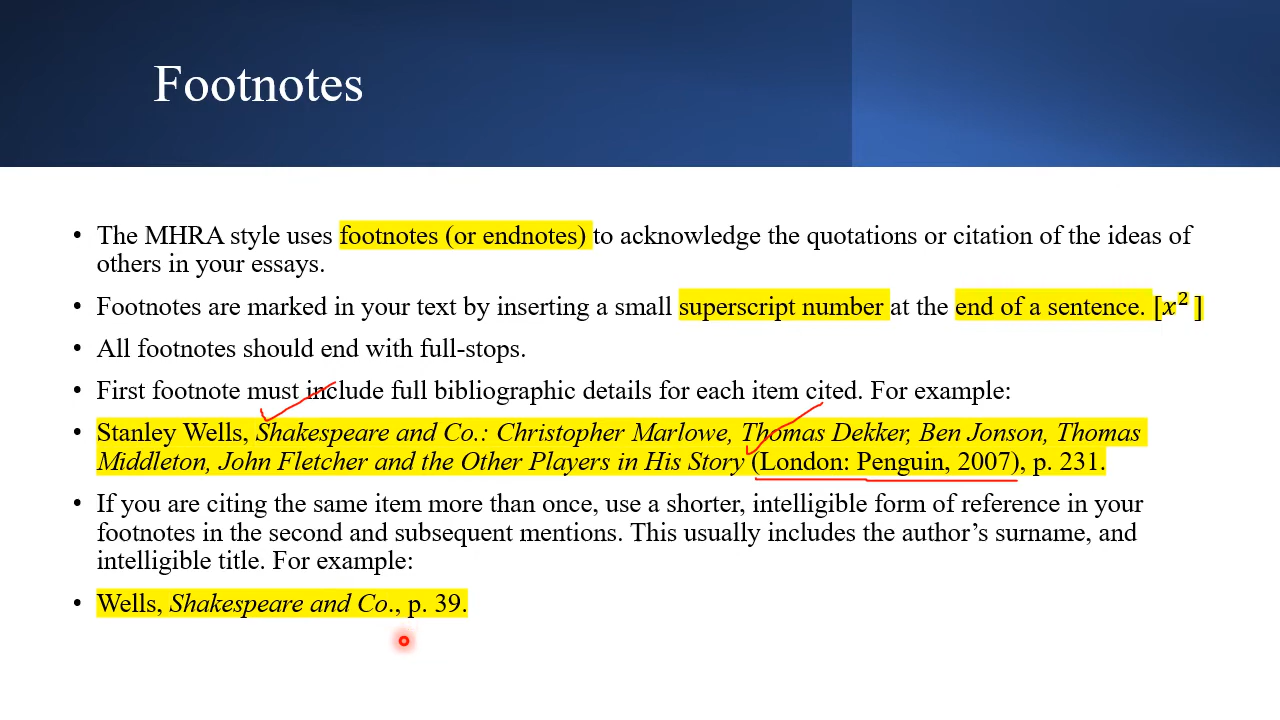 Footnotes
• The MHRA style uses footnotes (or endnotes) to acknowledge the quotations or citation of the ideas of
others in your essays.
• Footnotes are marked in your text by inserting a small superscript number at the end of a sentence. [x²]
• All footnotes should end with full-stops.
• First footnote must include full bibliographic details for each item cited. For example:
• Stanley Wells, Shakespeare and Co.: Christopher Marlowe, Thomas Dekker, Ben Jonson, Thomas
Middleton, John Fletcher and the Other Players in His Story (London: Penguin, 2007), p. 231.
• If you are citing the same item more than once, use a shorter, intelligible form of reference in your
footnotes in the second and subsequent mentions. This usually includes the author’s surname, and
intelligible title. For example:
• Wells, Shakespeare and Co., p. 39.